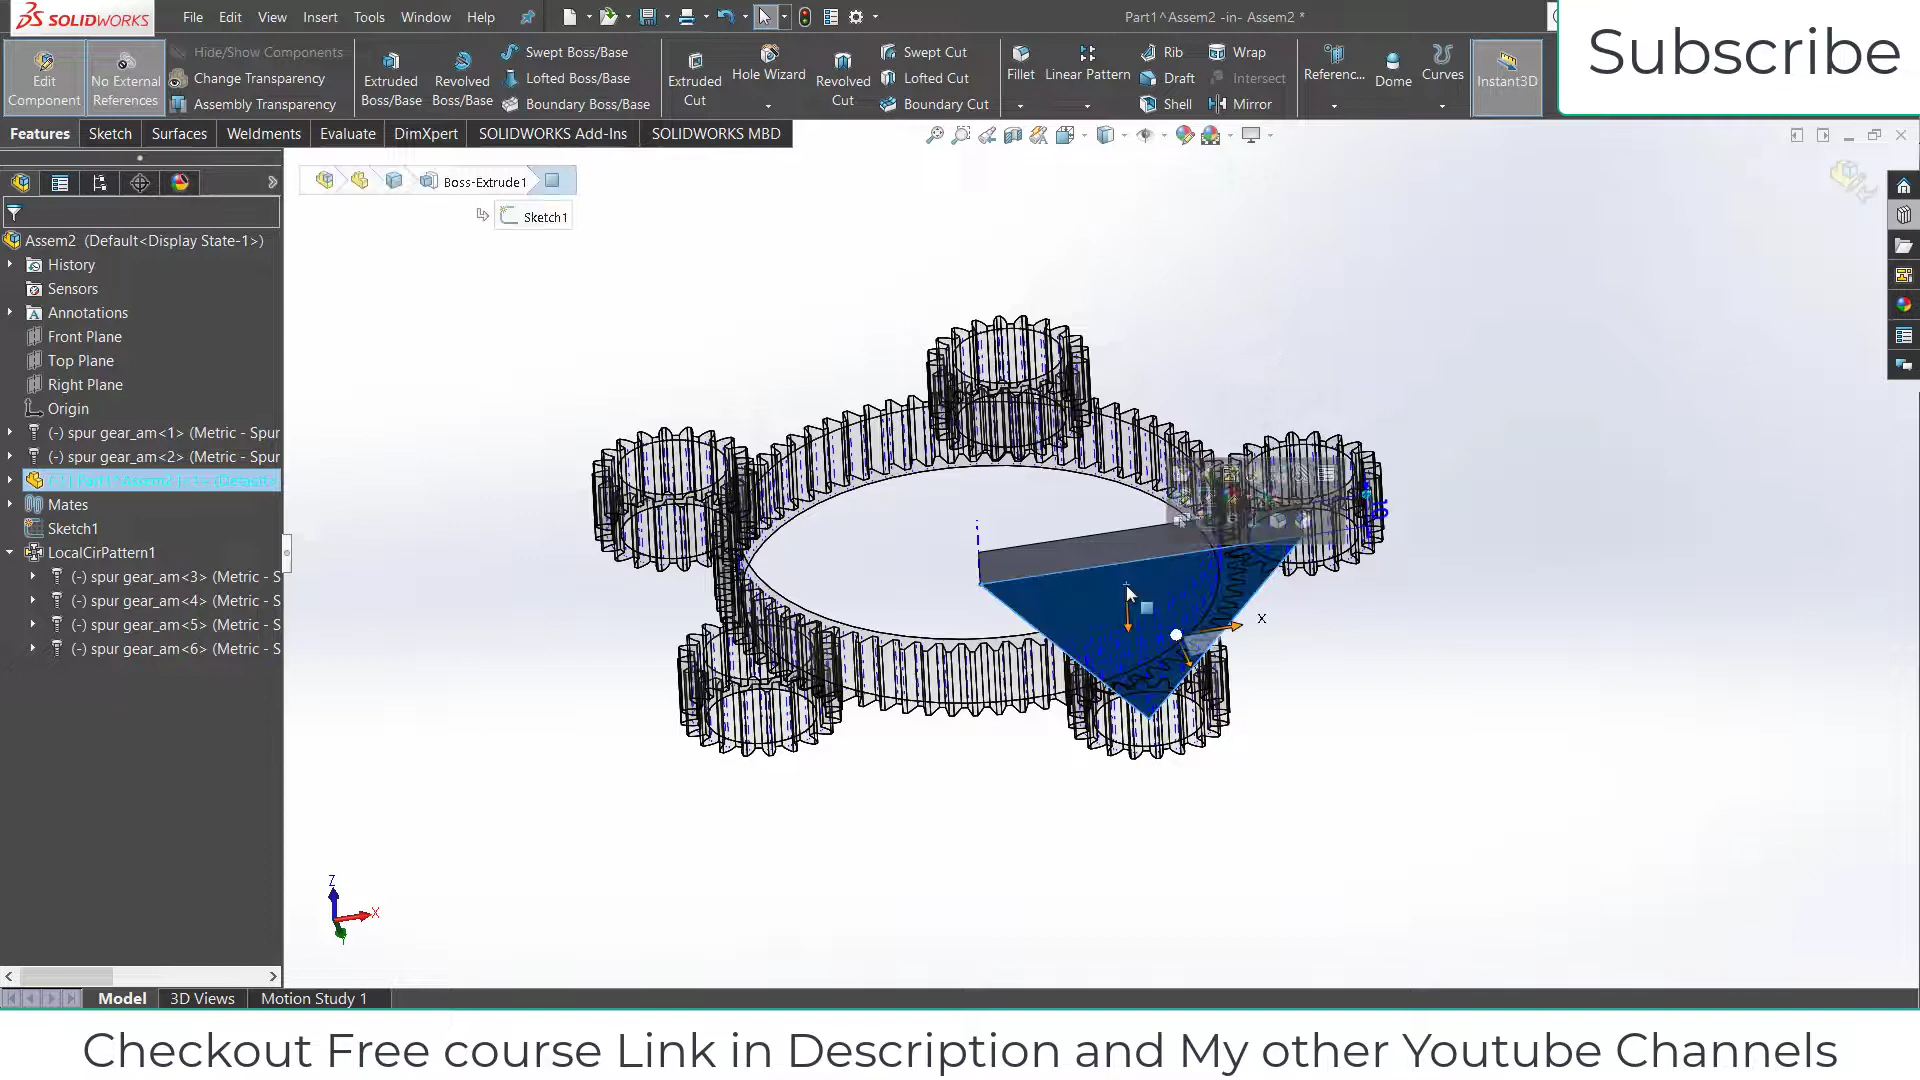 SOLIDWORKS
File Edit View Insert Tools Window Help
Part1^Assem2 -in- Assem2 *
Subscribe
Edit Component
No External References
Hide/Show Components
Change Transparency
Assembly Transparency
Extruded Boss/Base
Revolved Boss/Base
Swept Boss/Base
Lofted Boss/Base
Boundary Boss/Base
Extruded Cut
Hole Wizard
Revolved Cut
Swept Cut
Lofted Cut
Boundary Cut
Fillet
Linear Pattern
Rib
Draft
Shell
Wrap
Intersect
Mirror
Referenc...
Dome
Curves
Instant3D
Features Sketch Surfaces Weldments Evaluate DimXpert SOLIDWORKS Add-Ins SOLIDWORKS MBD
Boss-Extrude1
Sketch1
Assem2 (Default<Display State-1>)
History
Sensors
Annotations
Front Plane
Top Plane
Right Plane
Origin
(-) spur gear_am<1> (Metric - Spur
(-) spur gear_am<2> (Metric - Spur
Part1^Assem2
Mates
Sketch1
LocalCirPattern1
(-) spur gear_am<3> (Metric - S
(-) spur gear_am<4> (Metric - S
(-) spur gear_am<5> (Metric - S
(-) spur gear_am<6> (Metric - S
X
Z
X
Model 3D Views Motion Study 1
Checkout Free course Link in Description and My other Youtube Channels